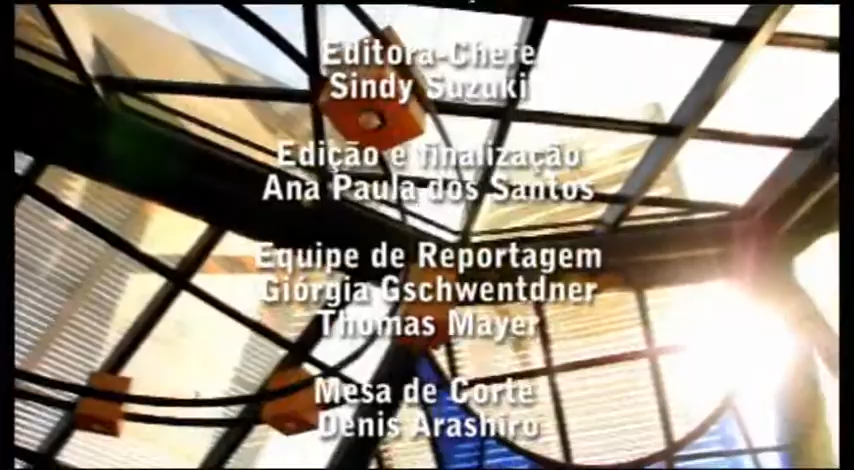 Editora-Chefe
Sindy Suzuki
Edição e finalização
Ana Paula dos Santos
Equipe de Reportagem
Giórgia Gschwentdner
Thomas Mayer
Mesa de Corte
Denis Arashiro